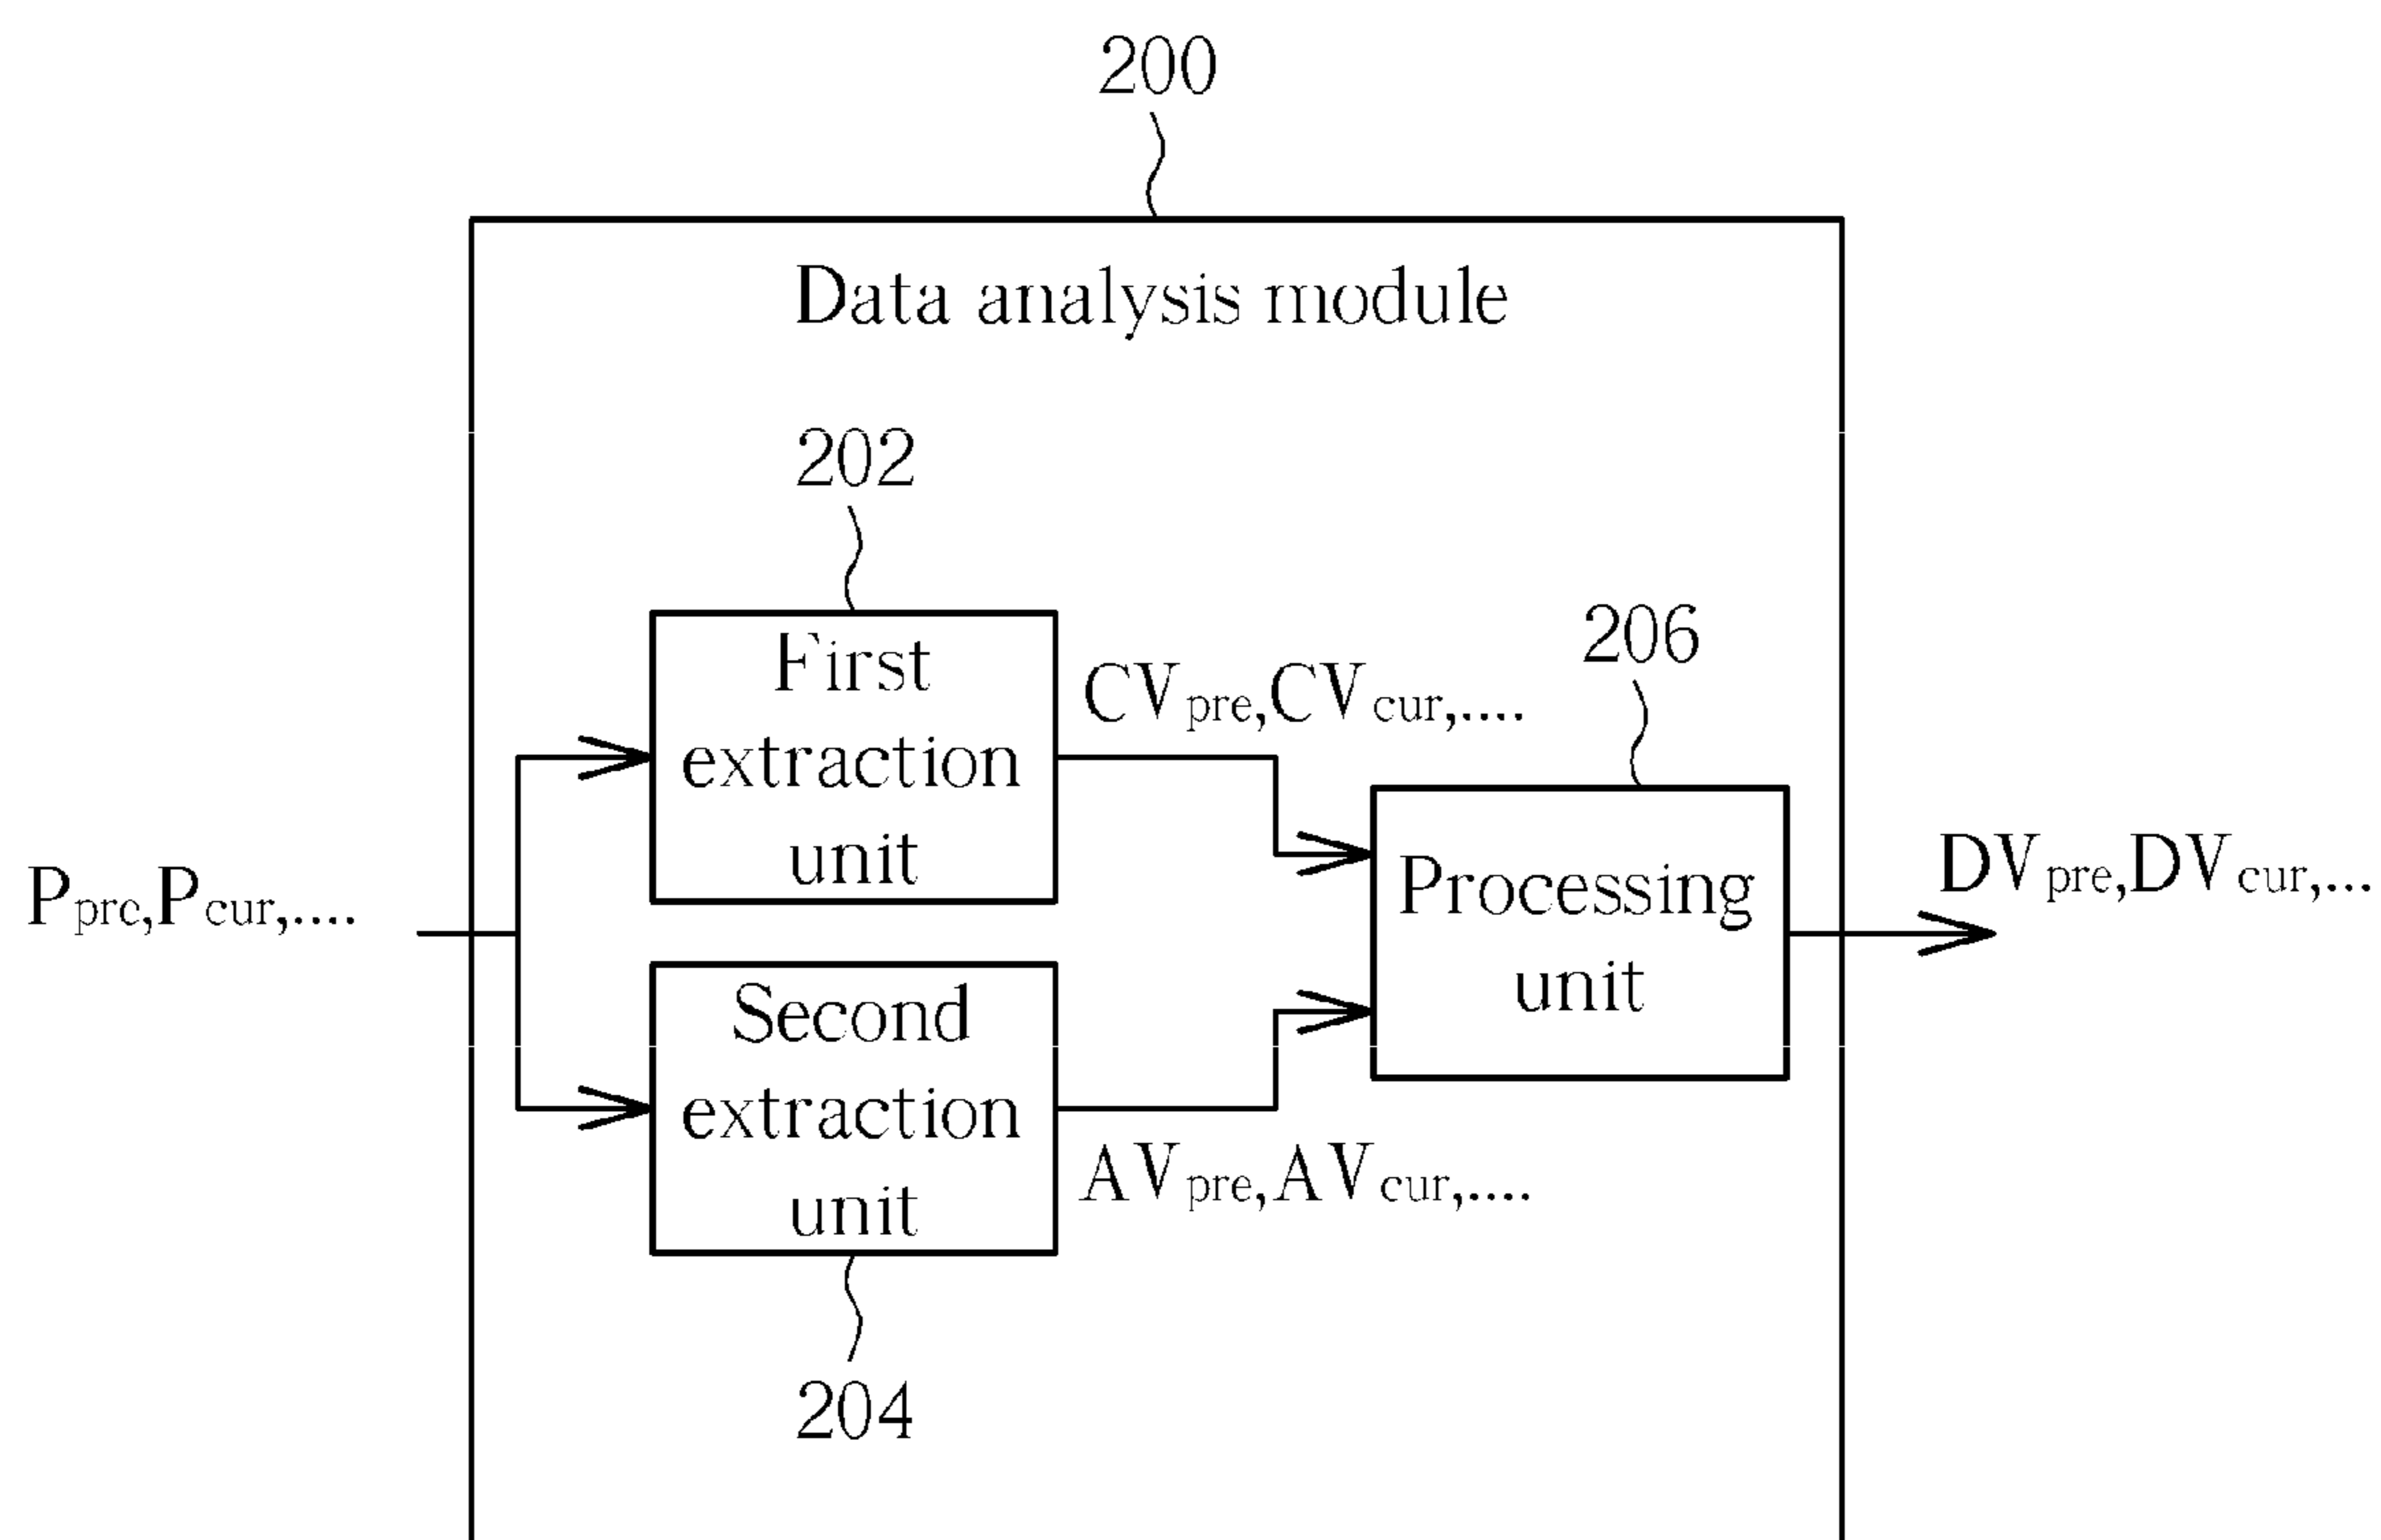 200
Data analysis module
202
First
extraction
unit
CVpre,CVcur,....
206
Processing
unit
Ppre,Pcur,....
DVpre,DVcur,...
Second
extraction
unit
AVpre,AVcur,....
204